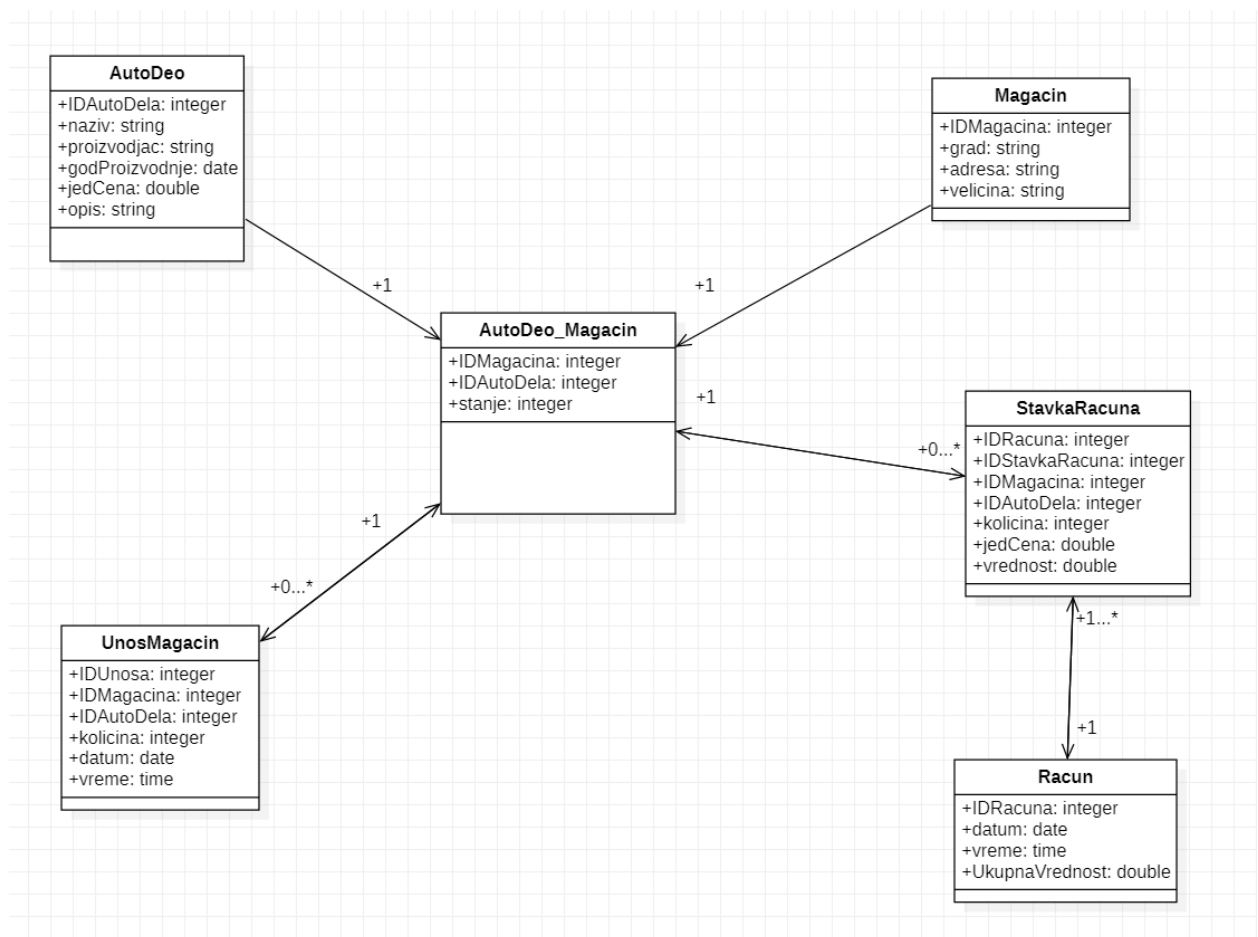 AutoDeo
+IDAutoDela: integer
+naziv: string
+proizvodjac: string
+godProizvodnje: date
+jedCena: double
+opis: string
Magacin
+IDMagacina: integer
+grad: string
+adresa: string
+velicina: string
+1
+1
AutoDeo_Magacin
+IDMagacina: integer
+IDAutoDela: integer
+stanje: integer
+1
+0...*
StavkaRacuna
+IDRacuna: integer
+IDStavkaRacuna: integer
+IDMagacina: integer
+IDAutoDela: integer
+kolicina: integer
+jedCena: double
+vrednost: double
+1
+0...*
UnosMagacin
+IDUnosa: integer
+IDMagacina: integer
+IDAutoDela: integer
+kolicina: integer
+datum: date
+vreme: time
+1...*
+1
Racun
+IDRacuna: integer
+datum: date
+vreme: time
+UkupnaVrednost: double